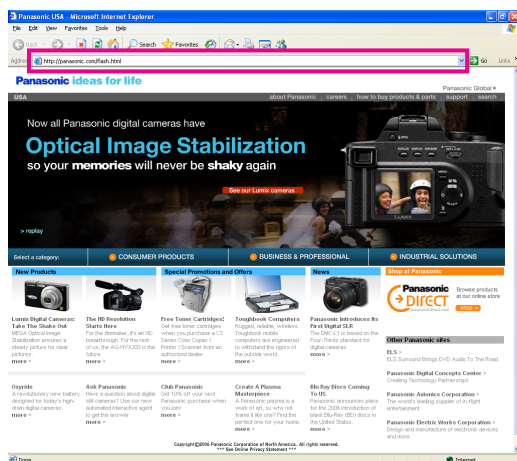 Panasonic USA - Microsoft Internet Explorer
File Edit View Favorites Tools Help
Back Search Favorites
Address http://panasonic.com/flash.html Go Links
Panasonic ideas for life
Panasonic Global
USA about Panasonic careers how to buy products & parts support search
Now all Panasonic digital cameras have
Optical Image Stabilization
so your memories will never be shaky again
See our Lumix cameras
LUMIX
> replay
Select a category: CONSUMER PRODUCTS BUSINESS & PROFESSIONAL INDUSTRIAL SOLUTIONS
New Products Special Promotions and Offers News Shop at Panasonic
Panasonic
DIRECT
Browse products
at our online store
shop >
Lumix Digital Cameras:
Take The Shake Out
MEGA Optical Image
Stabilization ensures a
steady picture for clear
pictures.
more >
The HD Revolution
Starts Here
For the filmmaker, it's an HD
breakthrough. For the rest
of us, the AG-HVX200 is the
future.
more >
Free Toner Cartridges!
Get free toner cartridges
when you purchase a C3
Series Color Copier /
Printer / Scanner from an
authorized dealer.
more >
Toughbook Computers
Rugged, reliable, wireless.
Toughbook mobile
computers are engineered
to withstand the rigors of
the outside world.
more >
Panasonic Introduces Its
First Digital SLR
The DMC-L1 is based on the
Four-Thirds standard for
digital cameras.
more >
Other Panasonic sites
ELS >
ELS Surround Brings DVD Audio To The Road
Panasonic Digital Concepts Center >
Creating Technology Partnerships
Panasonic Avionics Corporation >
The world's leading supplier of in-flight
entertainment
Panasonic Electric Works Corporation >
Design and manufacture of electronic devices
and more.
Oxyride
A revolutionary new battery
designed for today's high-
drain digital cameras.
more >
Ask Panasonic
Have a question about digital
still cameras? Use our new
automated interactive agent
to get the answer.
more >
Club Panasonic
Get 10% off your next
Panasonic purchase when
you join!
more >
Create A Plasma
Masterpiece
A Panasonic plasma is a
work of art, so why not
frame it like one? Find the
perfect one for your home.
more >
Blu-Ray Discs Coming
To US
Panasonic announces plans
for the 2006 introduction of
blank Blu-Ray (BD) discs in
the United States.
more >
Copyright©2006 Panasonic Corporation of North America. All rights reserved.
*** See Online Privacy Statement ***
Done Internet